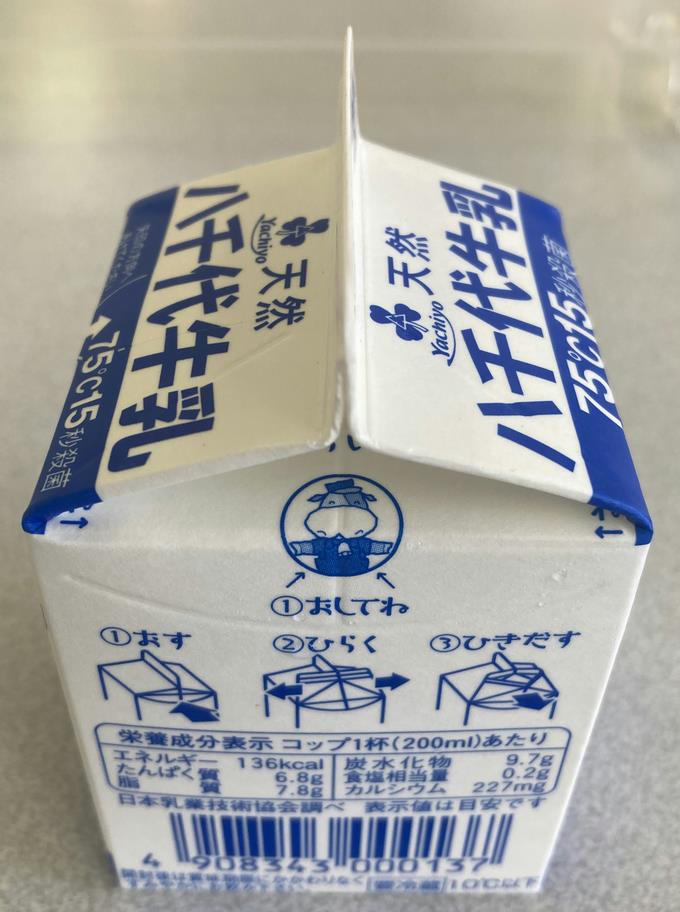 天然
Yachiyo
八千代牛乳
75℃15秒殺菌
天然
Yachiyo
八千代牛乳
75℃15秒殺菌
①おしてね
①おす ②ひらく ③ひきだす
栄養成分表示 コップ1杯(200ml)あたり
エネルギー 136kcal 炭水化物 9.7g
たんぱく質 6.8g 食塩相当量 0.2g
脂質 7.8g カルシウム 227mg
日本乳業技術協会調べ 表示値は目安です
4 908343 000137